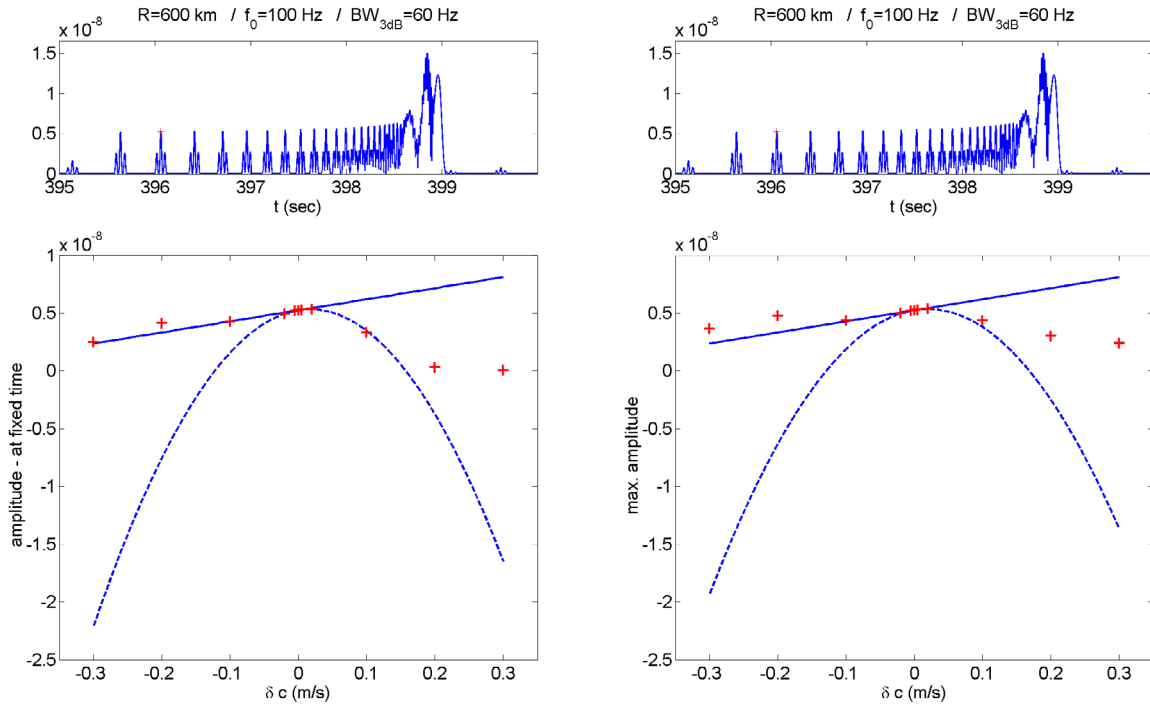 R=600 km / f0=100 Hz / BW3dB=60 Hz
x 10-8
1.5
1
0.5
0
395 396 397 398 399
t (sec)
x 10-8
1
0.5
0
-0.5
-1
-1.5
-2
-2.5
amplitude - at fixed time
-0.3 -0.2 -0.1 0 0.1 0.2 0.3
δ c (m/s)
R=600 km / f0=100 Hz / BW3dB=60 Hz
x 10-8
1.5
1
0.5
0
395 396 397 398 399
t (sec)
x 10-8
1
0.5
0
-0.5
-1
-1.5
-2
-2.5
max. amplitude
-0.3 -0.2 -0.1 0 0.1 0.2 0.3
δ c (m/s)